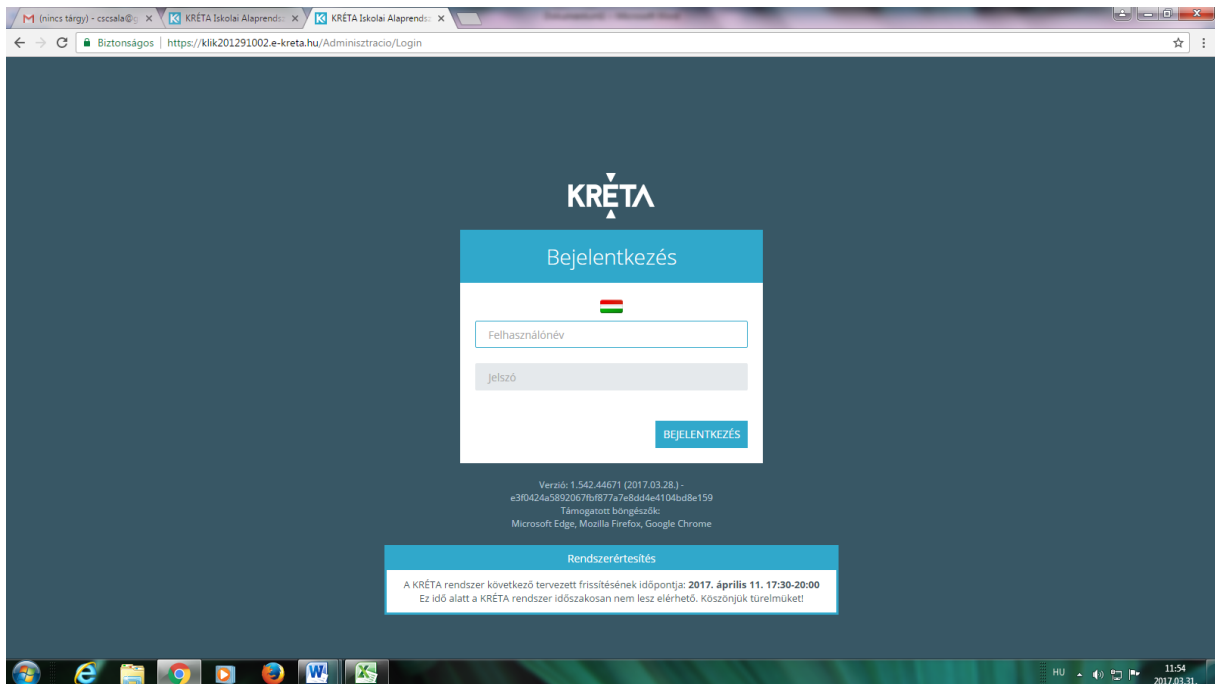 (nincs tárgy) - cscsala@g
KRÉTA Iskolai Alaprends:
KRÉTA Iskolai Alaprends:
Biztonságos | https://klik201291002.e-kreta.hu/Adminisztracio/Login
KRÉTA
Bejelentkezés
Felhasználónév
Jelszó
BEJELENTKEZÉS
Verzió: 1.542.44671 (2017.03.28.) -
e3f0424a5892067fbf877a7e8dd4e4104bd8e159
Támogatott böngészők:
Microsoft Edge, Mozilla Firefox, Google Chrome
Rendszerértesítés
A KRÉTA rendszer következő tervezett frissítésének időpontja: 2017. április 11. 17:30-20:00
Ez idő alatt a KRÉTA rendszer időszakosan nem lesz elérhető. Köszönjük türelmüket!
HU
11:54
2017.03.31.